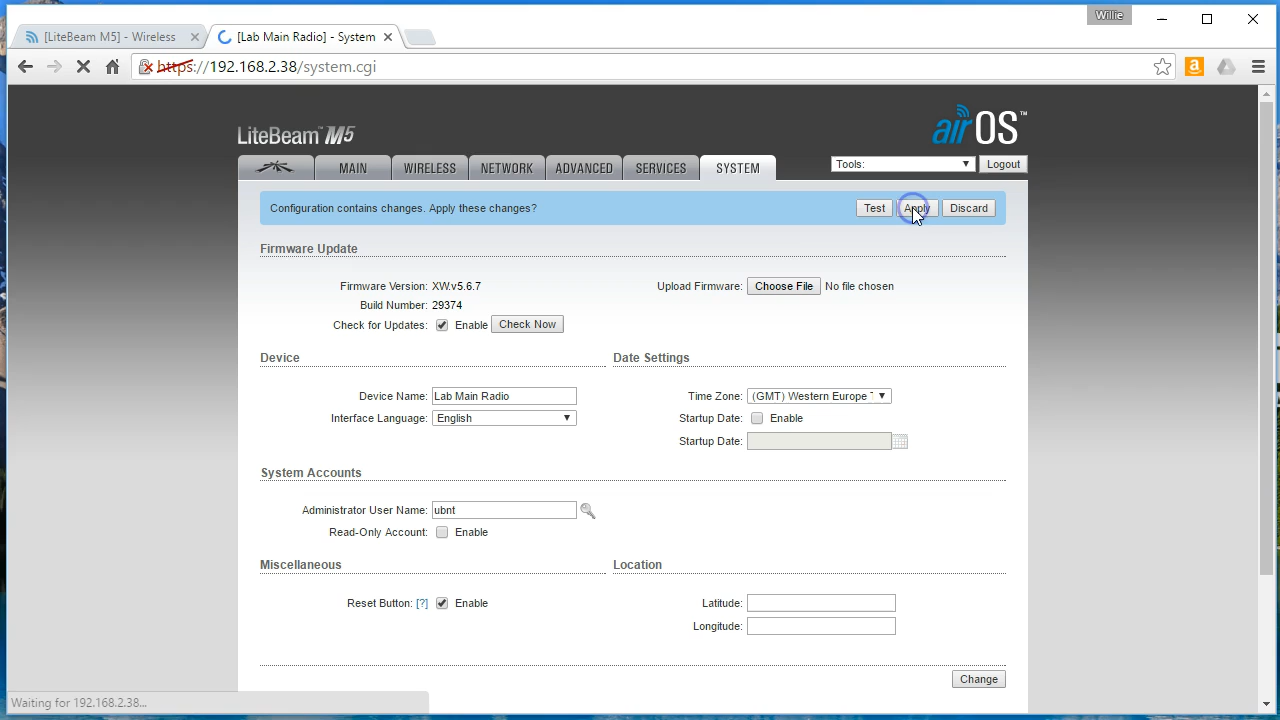 Willie
[LiteBeam M5] - Wireless
[Lab Main Radio] - System
https://192.168.2.38/system.cgi
LiteBeam™ M5
airOS™
MAIN
WIRELESS
NETWORK
ADVANCED
SERVICES
SYSTEM
Tools:
Logout
Configuration contains changes. Apply these changes?
Test
Apply
Discard
Firmware Update
Firmware Version: XW.v5.6.7
Upload Firmware: Choose File No file chosen
Build Number: 29374
Check for Updates: Enable Check Now
Device
Date Settings
Device Name: Lab Main Radio
Time Zone: (GMT) Western Europe
Interface Language: English
Startup Date: Enable
Startup Date:
System Accounts
Administrator User Name: ubnt
Read-Only Account: Enable
Miscellaneous
Location
Reset Button: [?] Enable
Latitude:
Longitude:
Change
Waiting for 192.168.2.38...